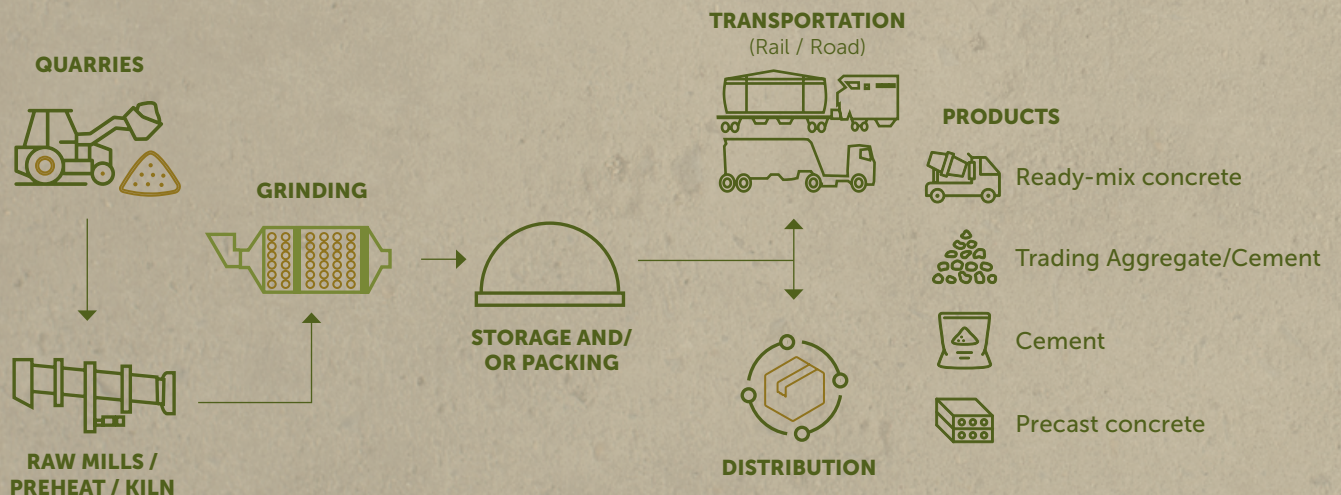 QUARRIES
RAW MILLS /
PREHEAT / KILN
GRINDING
STORAGE AND/
OR PACKING
TRANSPORTATION
(Rail / Road)
DISTRIBUTION
PRODUCTS
Ready-mix concrete
Trading Aggregate/Cement
Cement
Precast concrete